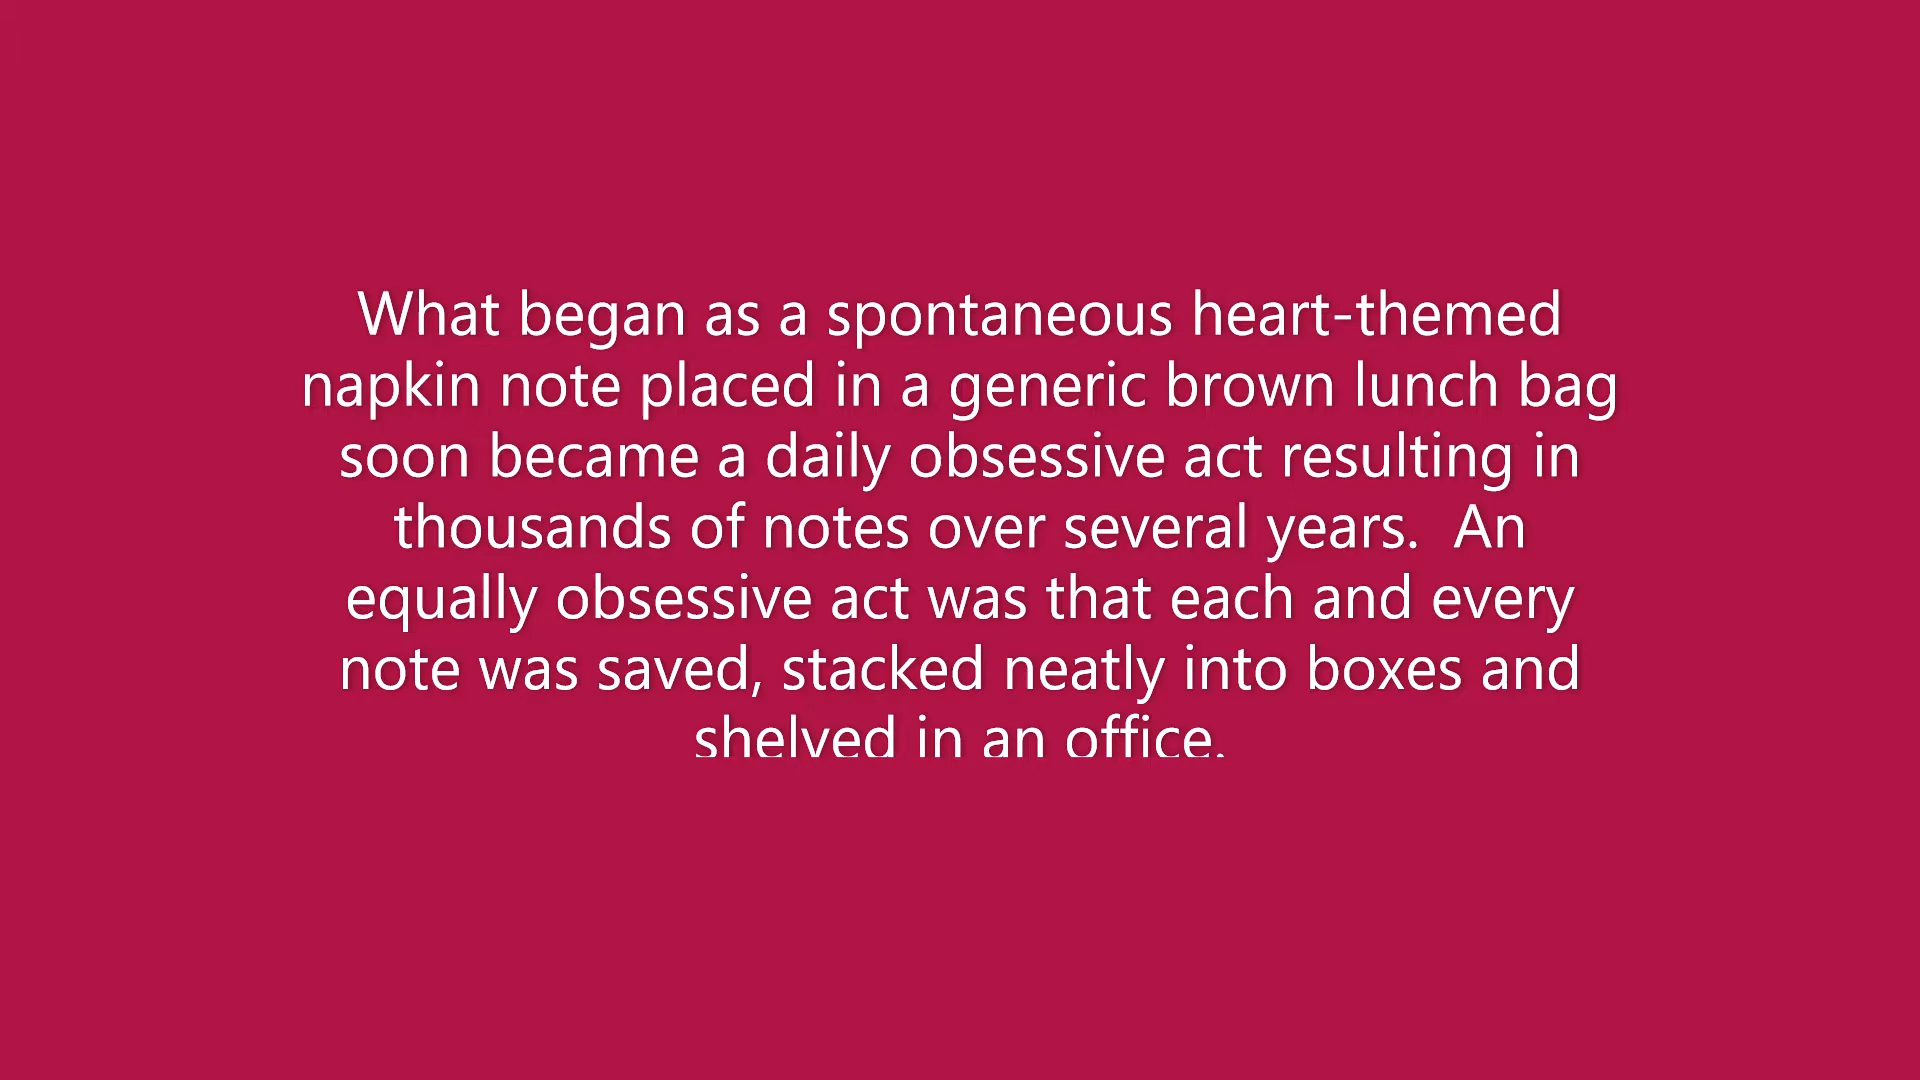 What began as a spontaneous heart-themed
napkin note placed in a generic brown lunch bag
soon became a daily obsessive act resulting in
thousands of notes over several years.  An
equally obsessive act was that each and every
note was saved, stacked neatly into boxes and
shelved in an office.